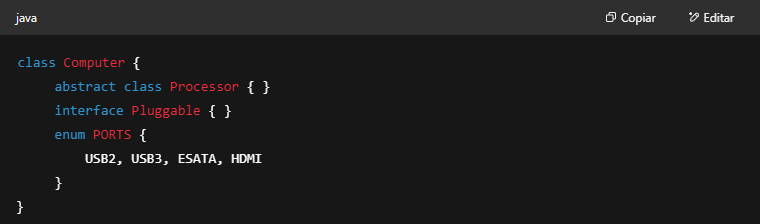 java Copiar Editar
class Computer {
abstract class Processor { }
interface Pluggable { }
enum PORTS {
USB2, USB3, ESATA, HDMI
}
}